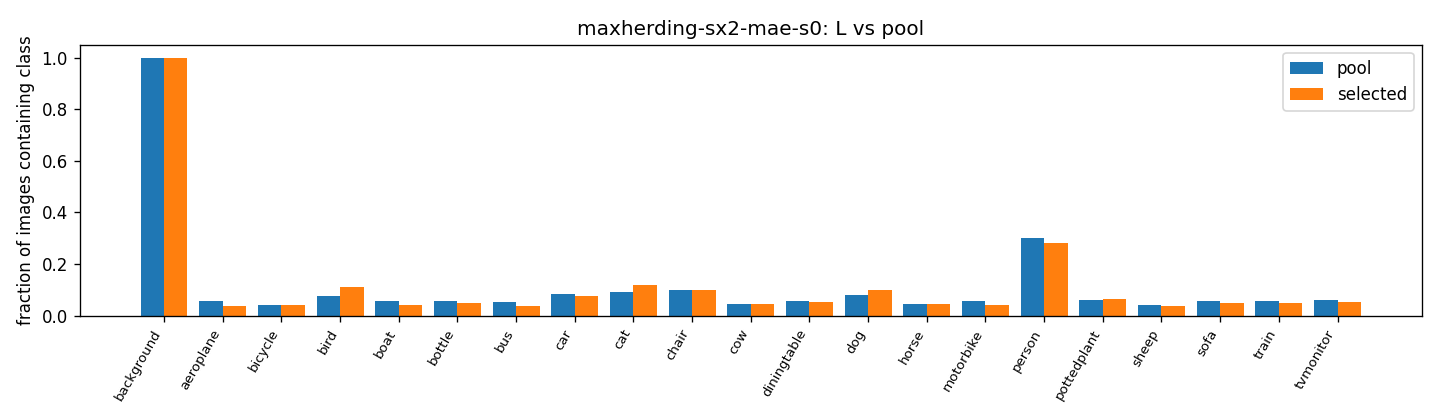 maxherding-sx2-mae-s0: L vs pool
fraction of images containing class
1.0
0.8
0.6
0.4
0.2
0.0
pool
selected
background
aeroplane
bicycle
bird
boat
bottle
bus
car
cat
chair
cow
diningtable
dog
horse
motorbike
person
pottedplant
sheep
sofa
train
tvmonitor